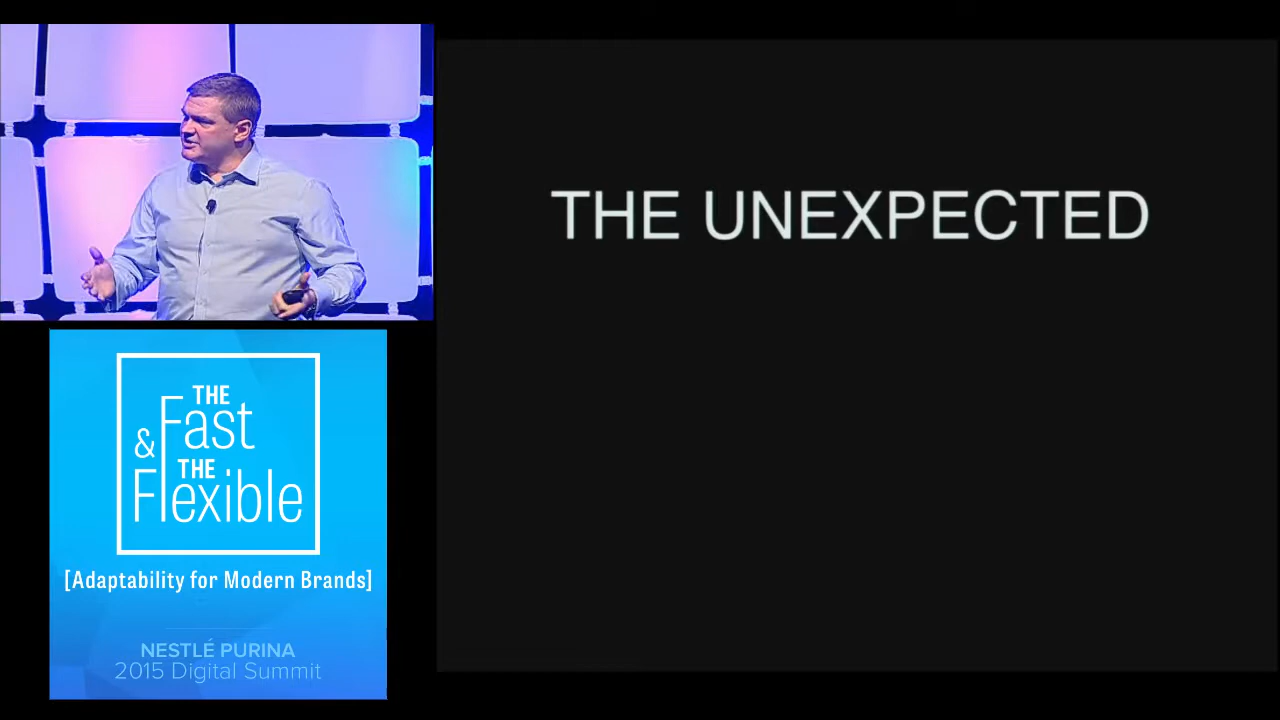 THE UNEXPECTED
THE
Fast
&
THE
Flexible
[Adaptability for Modern Brands]
NESTLÉ PURINA
2015 Digital Summit